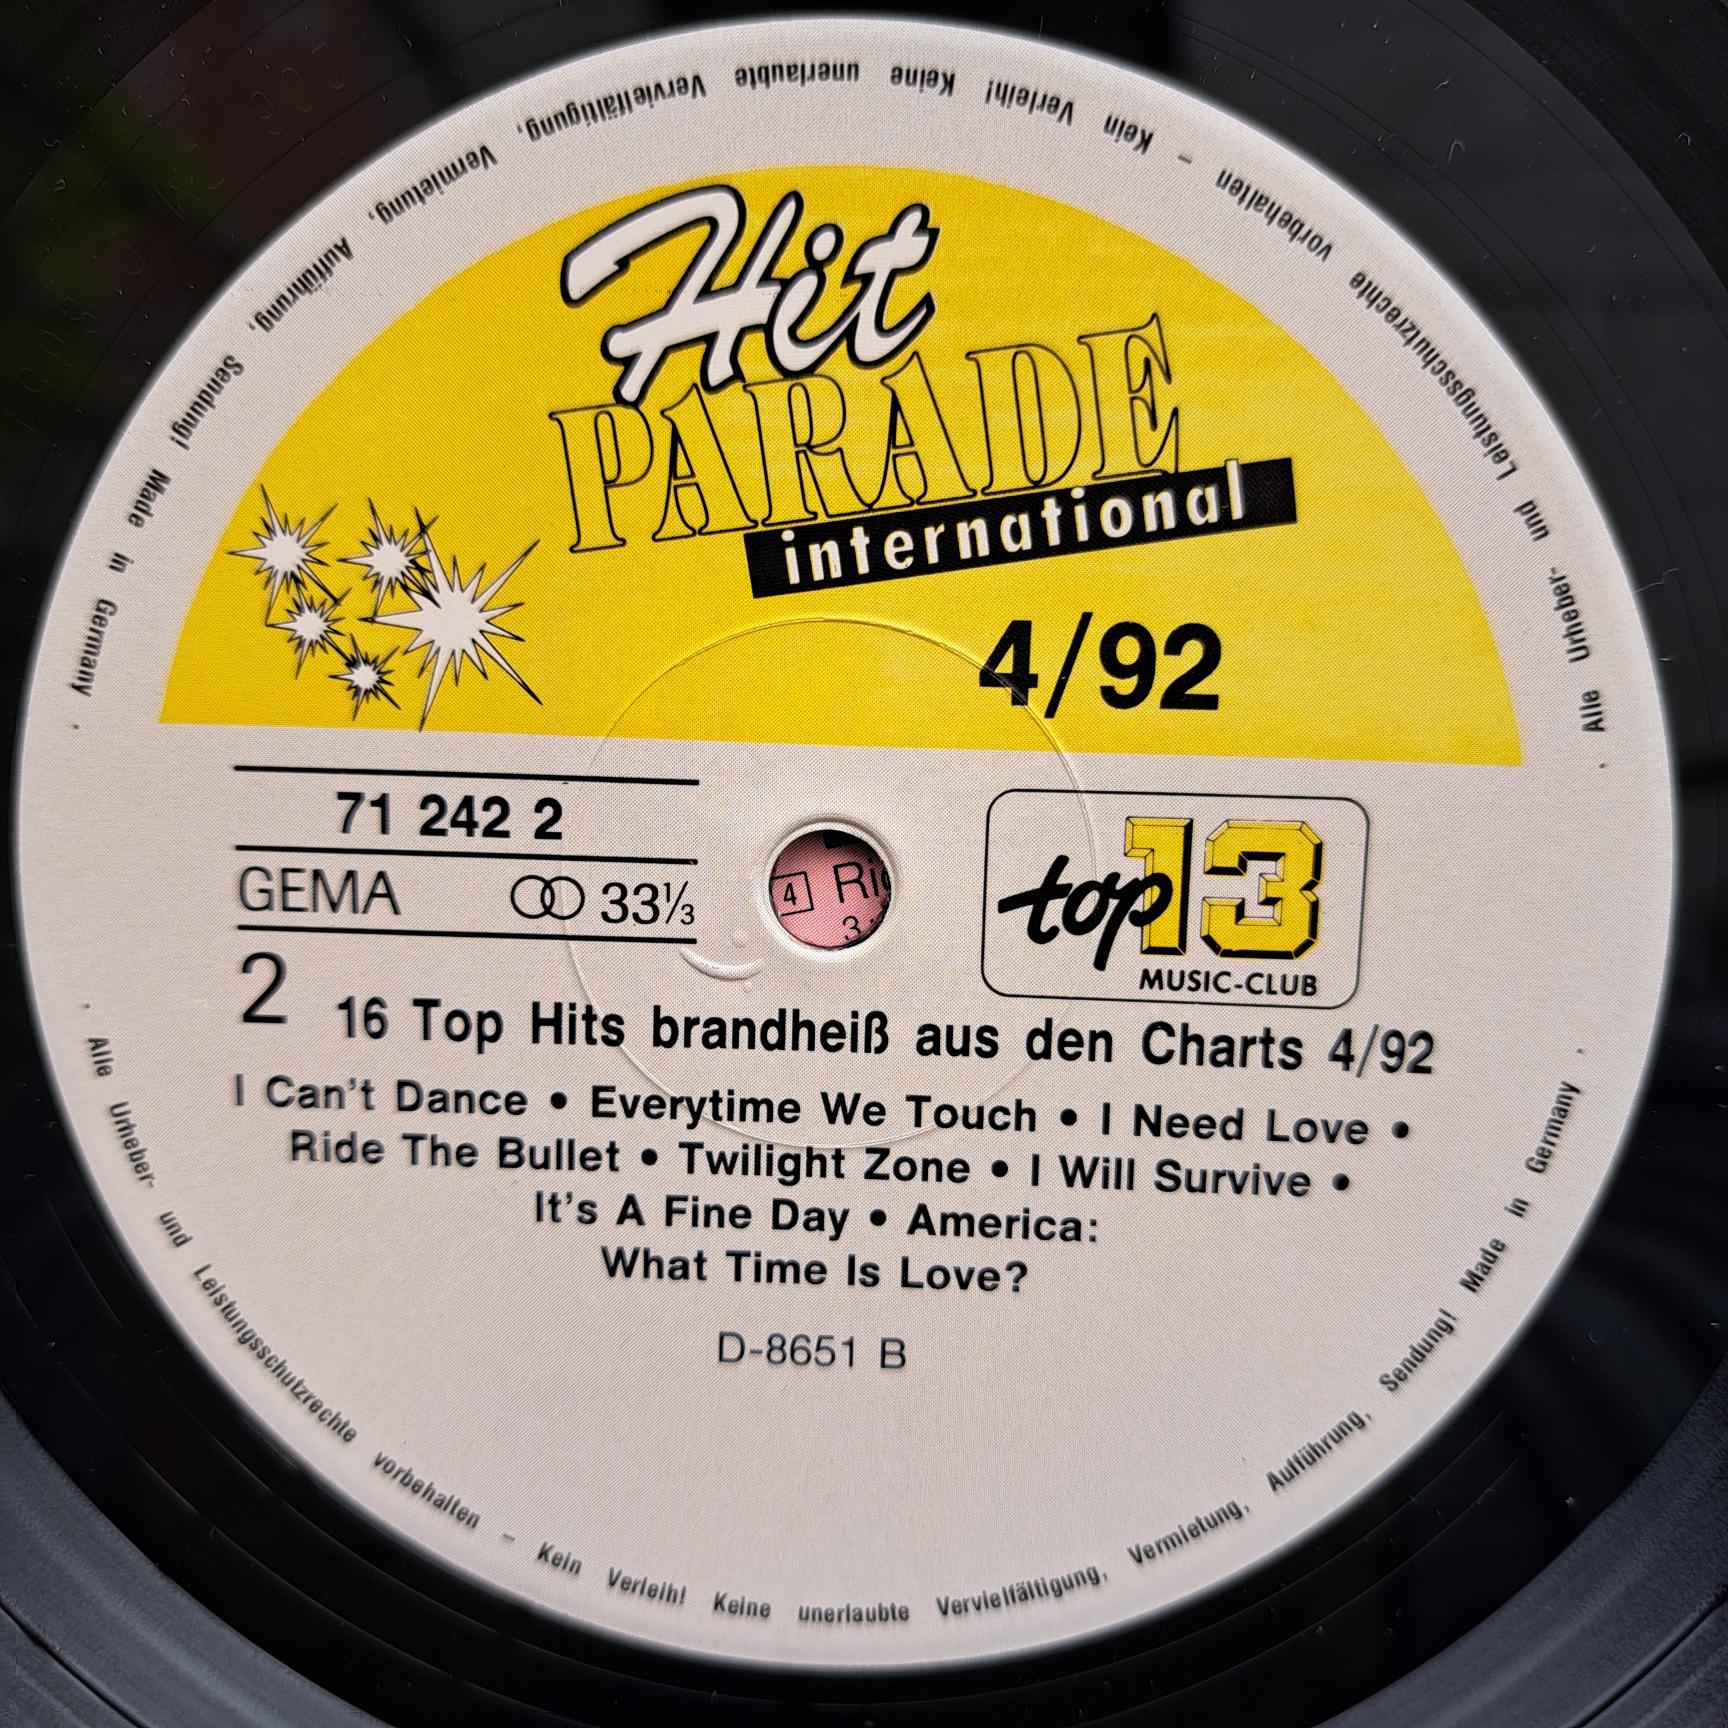 Alle Urheber- und Leistungsschutzrechte vorbehalten – Kein Verleih! Keine unerlaubte Vervielfältigung, Vermietung, Aufführung, Sendung! Made in Germany
Hit
PARADE
international
4/92
71 242 2
GEMA 33⅓
2
top 13
MUSIC-CLUB
4 Ri
3
16 Top Hits brandheiß aus den Charts 4/92
I Can't Dance • Everytime We Touch • I Need Love •
Ride The Bullet • Twilight Zone • I Will Survive •
It's A Fine Day • America:
What Time Is Love?
D-8651 B
Alle Urheber- und Leistungsschutzrechte vorbehalten – Kein Verleih! Keine unerlaubte Vervielfältigung, Vermietung, Aufführung, Sendung! Made in Germany